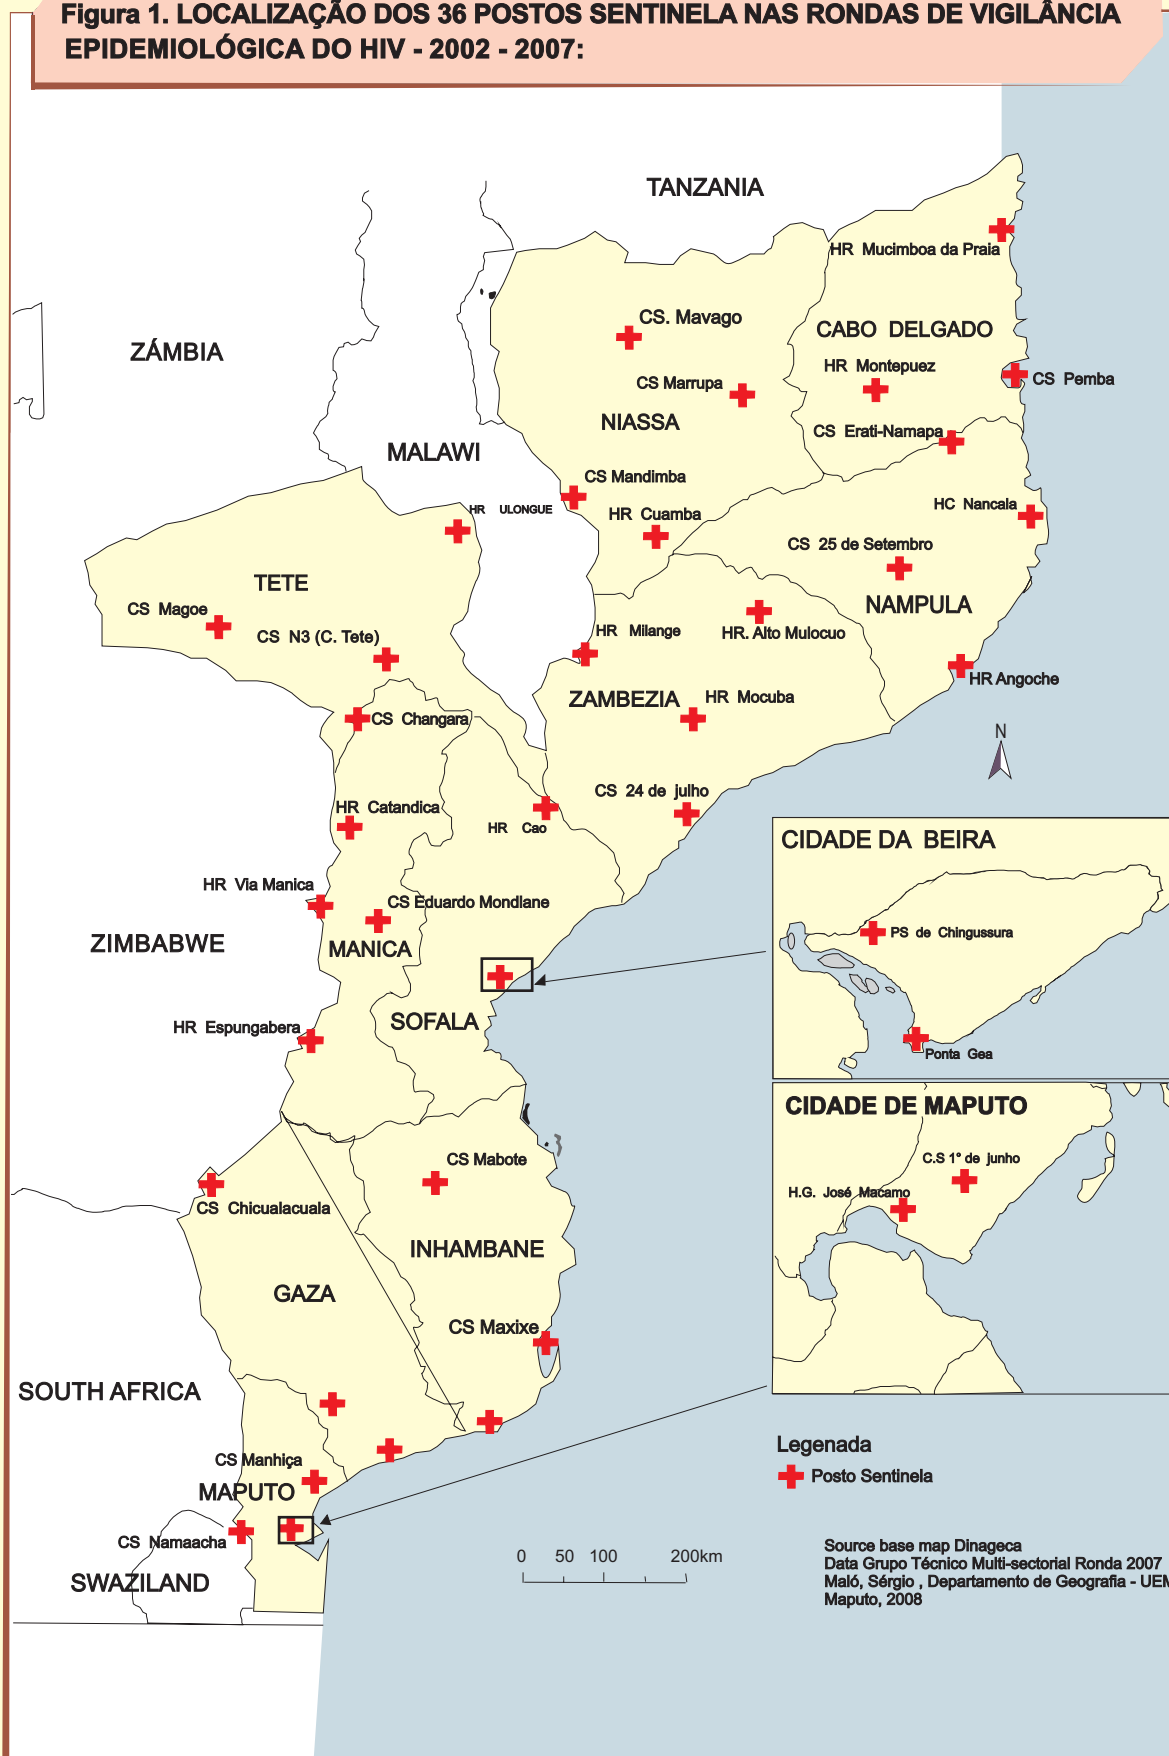 Figura 1. LOCALIZAÇÃO DOS 36 POSTOS SENTINELA NAS RONDAS DE VIGILÂNCIA
EPIDEMIOLÓGICA DO HIV - 2002 - 2007:
TANZANIA
HR Mucimboa da Praia
CS. Mavago
CABO DELGADO
ZÁMBIA
HR Montepuez
CS Pemba
CS Marrupa
NIASSA
CS Erati-Namapa
MALAWI
CS Mandimba
HC Nancala
HR ULONGUE
HR Cuamba
CS 25 de Setembro
TETE
NAMPULA
CS Magoe
CS N3 (C. Tete)
HR Milange
HR. Alto Mulocuo
HR Angoche
ZAMBEZIA
HR Mocuba
CS Changara
N
CS 24 de julho
HR Catandica
HR Cao
CIDADE DA BEIRA
HR Via Manica
CS Eduardo Mondlane
PS de Chingussura
ZIMBABWE
MANICA
SOFALA
HR Espungabera
Ponta Gea
CIDADE DE MAPUTO
CS Mabote
C.S 1º de junho
H.G. José Macamo
CS Chicualacuala
INHAMBANE
GAZA
CS Maxixe
SOUTH AFRICA
Legenada
CS Manhiça
Posto Sentinela
MAPUTO
CS Namaacha
SWAZILAND
0 50 100 200km
Source base map Dinageca
Data Grupo Técnico Multi-sectorial Ronda 2007
Maló, Sérgio , Departamento de Geografia - UEM
Maputo, 2008